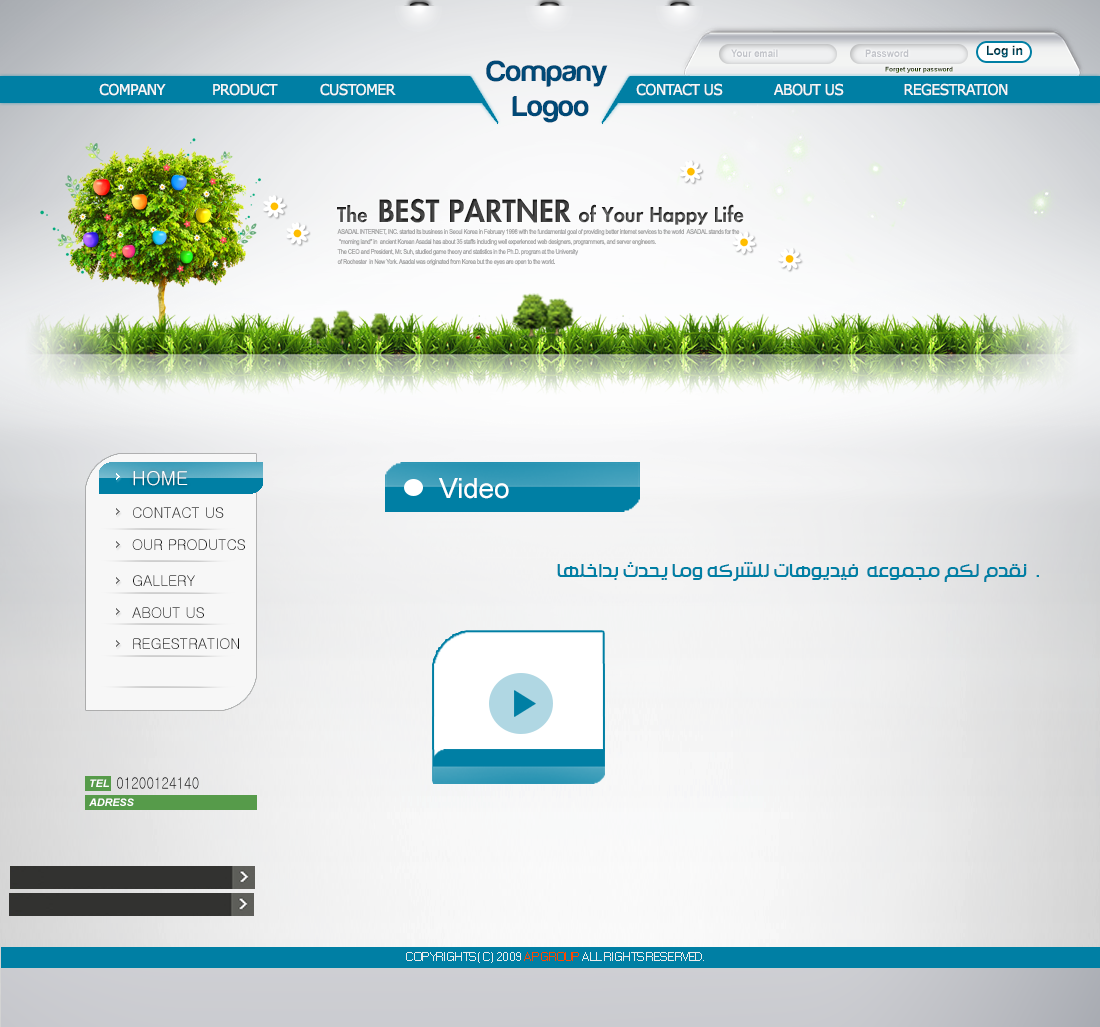 Your email
Password
Log in
Forget your password
Company
Logoo
COMPANY
PRODUCT
CUSTOMER
CONTACT US
ABOUT US
REGESTRATION
The BEST PARTNER of Your Happy Life
ASADAL INTERNET, INC. started its business in Seoul Korea in February 1998 with the fundamental goal of providing better internet services to the world ASADAL stands for the
"morning land" in ancient Korean Asadal has about 35 staffs including well experienced web designers, programmers, and server engineers.
The CEO and President, Mr. Suh, studied game theory and statistics in the Ph.D. program at the University
of Rochester in New York. Asadal was originated from Korea but the eyes are open to the world.
HOME
CONTACT US
OUR PRODUTCS
GALLERY
ABOUT US
REGESTRATION
Video
. نقدم لكم مجموعه فيديوهات للشركه وما يحدث بداخلها
TEL 01200124140
ADRESS
COPYRIGHTS( C) 2009 AP GROUP ALL RIGHTS RESERVED.